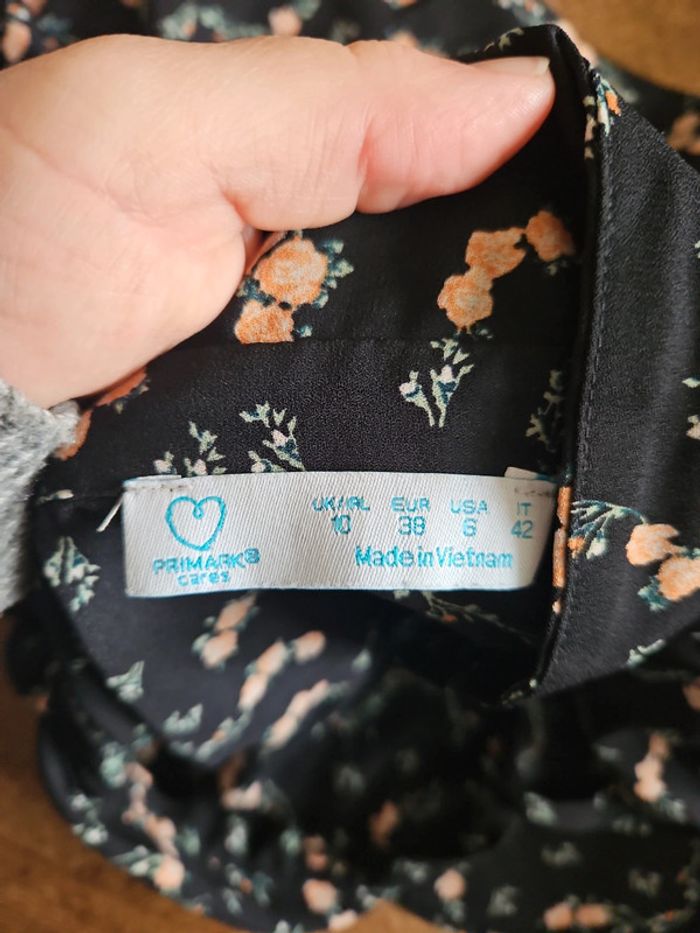 UK/IRL EUR USA IT
10 38 6 42
PRIMARK®
cares
Made in Vietnam